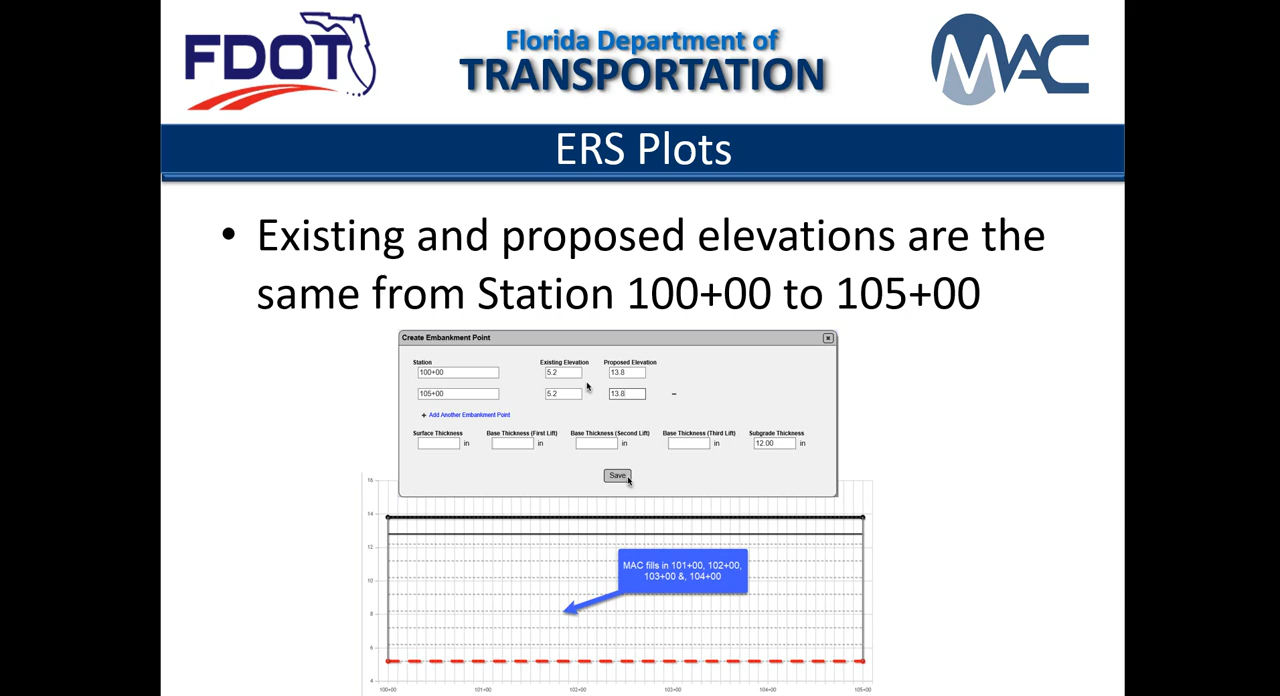 FDOT
Florida Department of
TRANSPORTATION
MAC
ERS Plots
• Existing and proposed elevations are the
same from Station 100+00 to 105+00
Create Embankment Point
Station Existing Elevation Proposed Elevation
100+00 5.2 13.8
105+00 5.2 13.8 –
+ Add Another Embankment Point
Surface Thickness Base Thickness (First Lift) Base Thickness (Second Lift) Base Thickness (Third Lift) Subgrade Thickness
in in in in 12.00 in
Save
16
14
12
10
8
6
4
MAC fills in 101+00, 102+00,
103+00 &, 104+00
100+00 101+00 102+00 103+00 104+00 105+00